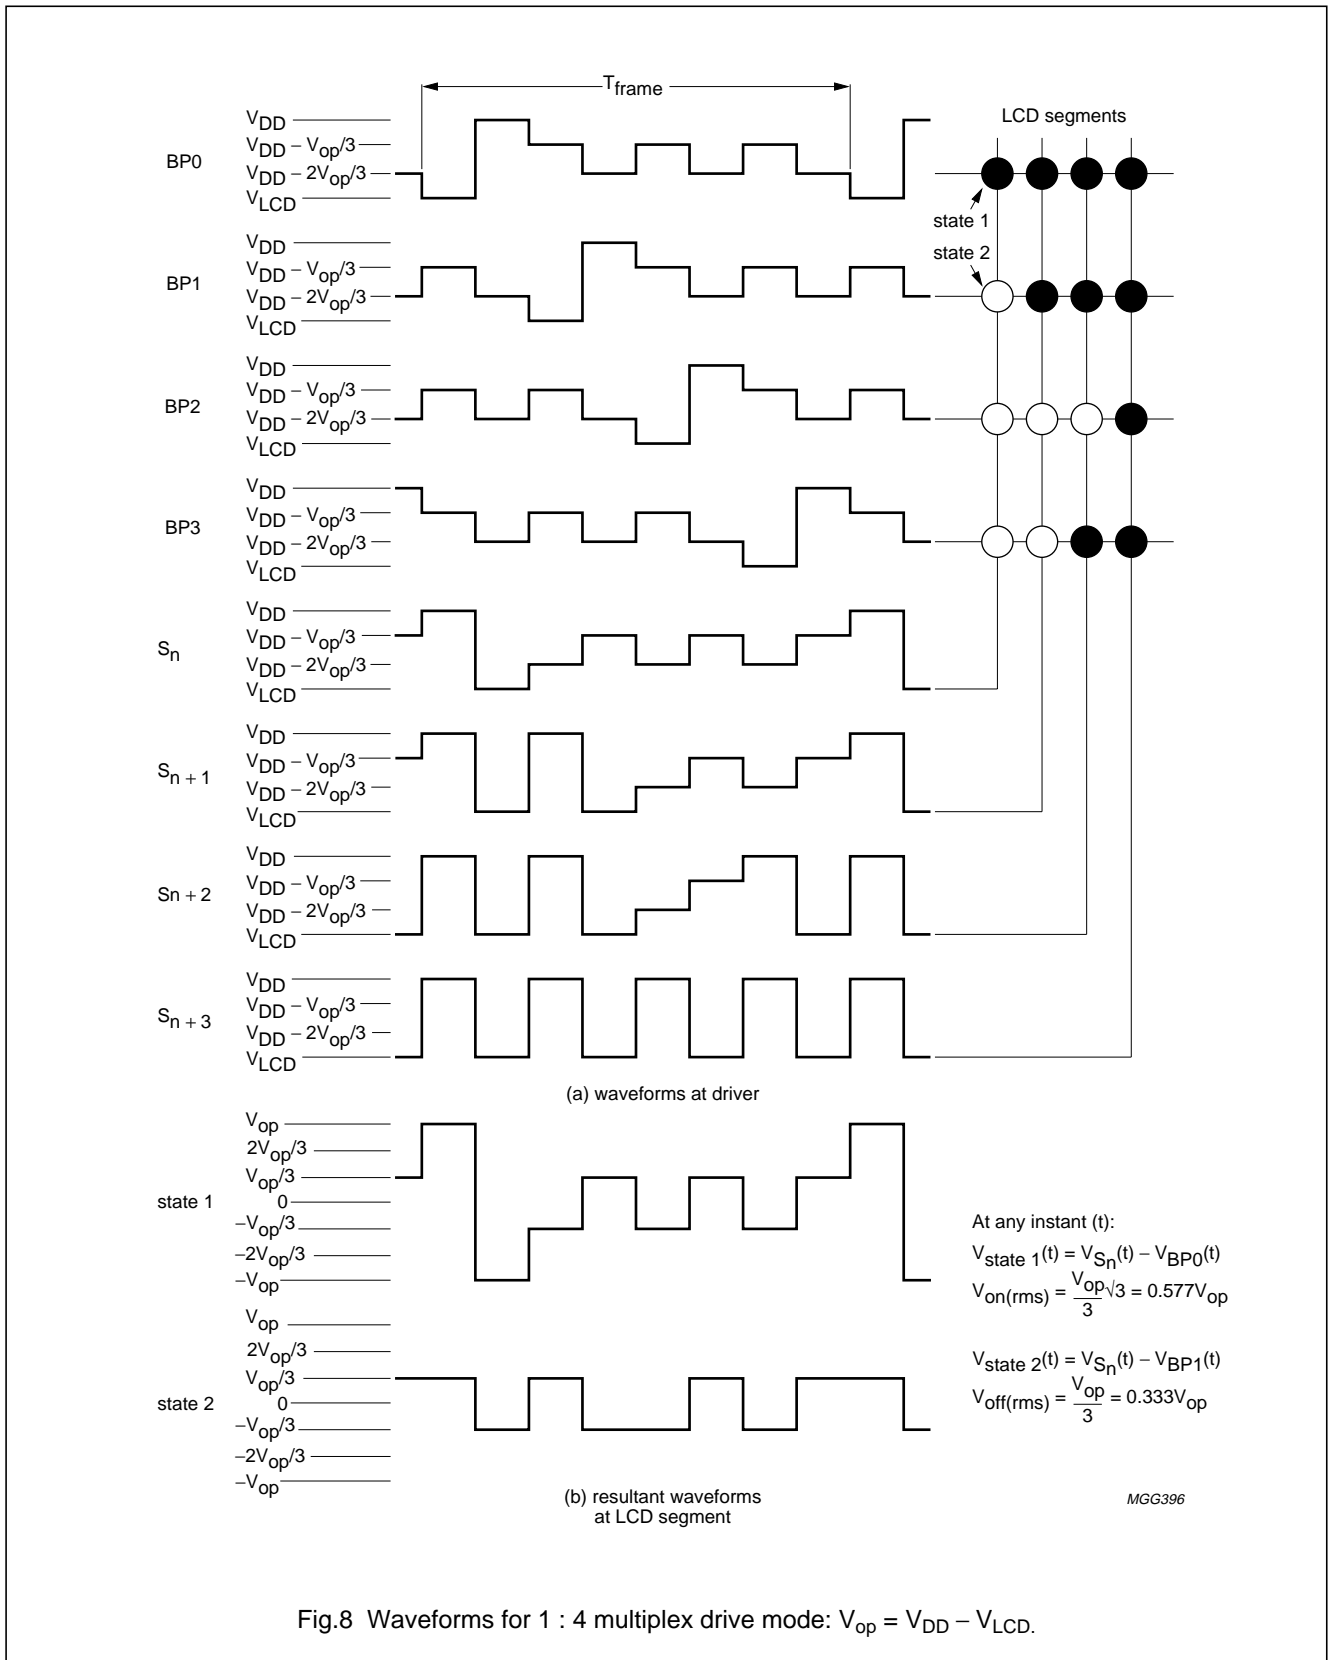 Tframe
LCD segments
BP0
VDD
VDD − Vop/3
VDD − 2Vop/3
VLCD
state 1
BP1
VDD
VDD − Vop/3
VDD − 2Vop/3
VLCD
state 2
BP2
VDD
VDD − Vop/3
VDD − 2Vop/3
VLCD
BP3
VDD
VDD − Vop/3
VDD − 2Vop/3
VLCD
Sn
VDD
VDD − Vop/3
VDD − 2Vop/3
VLCD
Sn + 1
VDD
VDD − Vop/3
VDD − 2Vop/3
VLCD
Sn + 2
VDD
VDD − Vop/3
VDD − 2Vop/3
VLCD
Sn + 3
VDD
VDD − Vop/3
VDD − 2Vop/3
VLCD
(a) waveforms at driver
state 1
Vop
2Vop/3
Vop/3
0
−Vop/3
−2Vop/3
−Vop
At any instant (t):
Vstate 1(t) = VSn(t) − VBP0(t)
Von(rms) = Vop/3 √3 = 0.577Vop
state 2
Vop
2Vop/3
Vop/3
0
−Vop/3
−2Vop/3
−Vop
Vstate 2(t) = VSn(t) − VBP1(t)
Voff(rms) = Vop/3 = 0.333Vop
(b) resultant waveforms
at LCD segment
MGG396
Fig.8 Waveforms for 1 : 4 multiplex drive mode: Vop = VDD − VLCD.